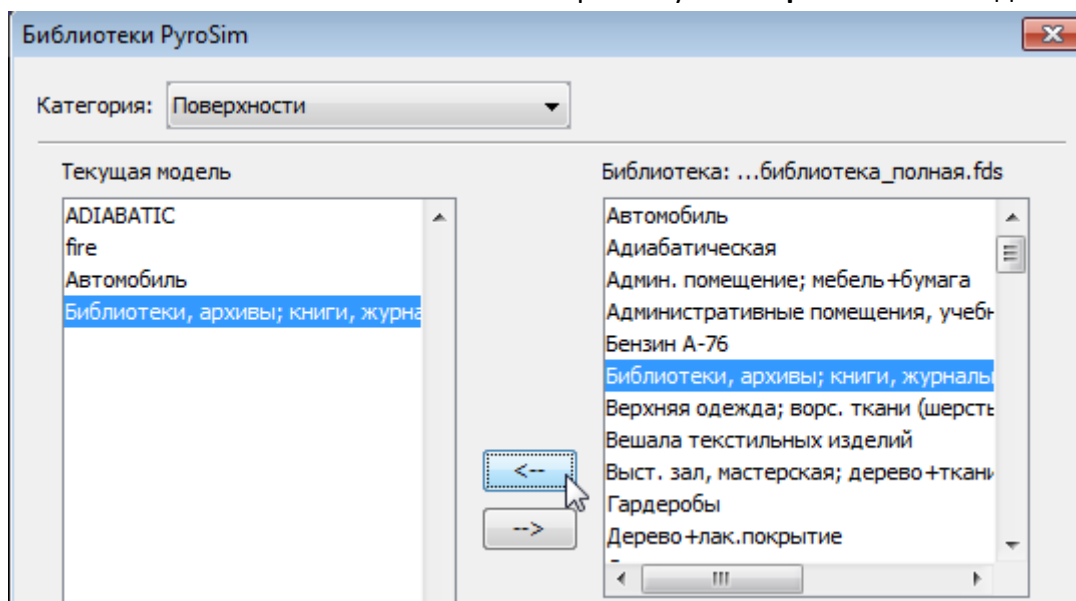 Библиотеки PyroSim
Категория: Поверхности
Текущая модель
Библиотека: ...библиотека_полная.fds
ADIABATIC
fire
Автомобиль
Библиотеки, архивы; книги, журна
Автомобиль
Адиабатическая
Админ. помещение; мебель+бумага
Административные помещения, учебн
Бензин А-76
Библиотеки, архивы; книги, журналы
Верхняя одежда; ворс. ткани (шерсть
Вешала текстильных изделий
Выст. зал, мастерская; дерево+ткани
Гардеробы
Дерево+лак.покрытие
<--
-->